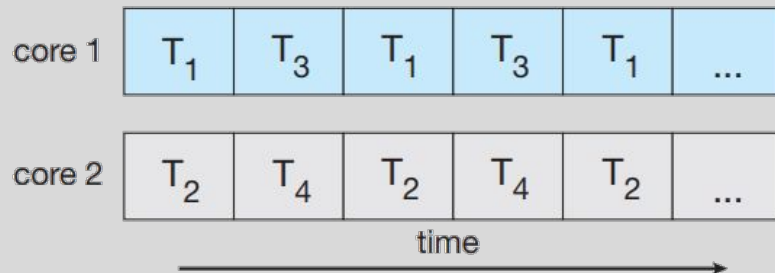 core 1 T₁ T₃ T₁ T₃ T₁ ...
core 2 T₂ T₄ T₂ T₄ T₂ ...
time